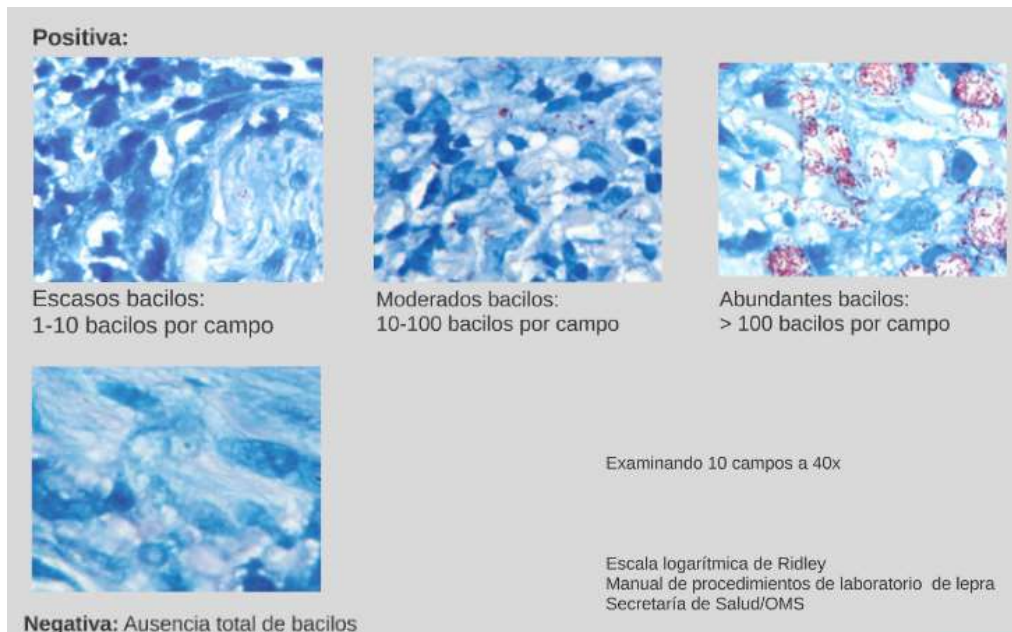 Positiva:
Escasos bacilos:
1-10 bacilos por campo
Moderados bacilos:
10-100 bacilos por campo
Abundantes bacilos:
> 100 bacilos por campo
Examinando 10 campos a 40x
Escala logarítmica de Ridley
Manual de procedimientos de laboratorio de lepra
Secretaría de Salud/OMS
Negativa: Ausencia total de bacilos